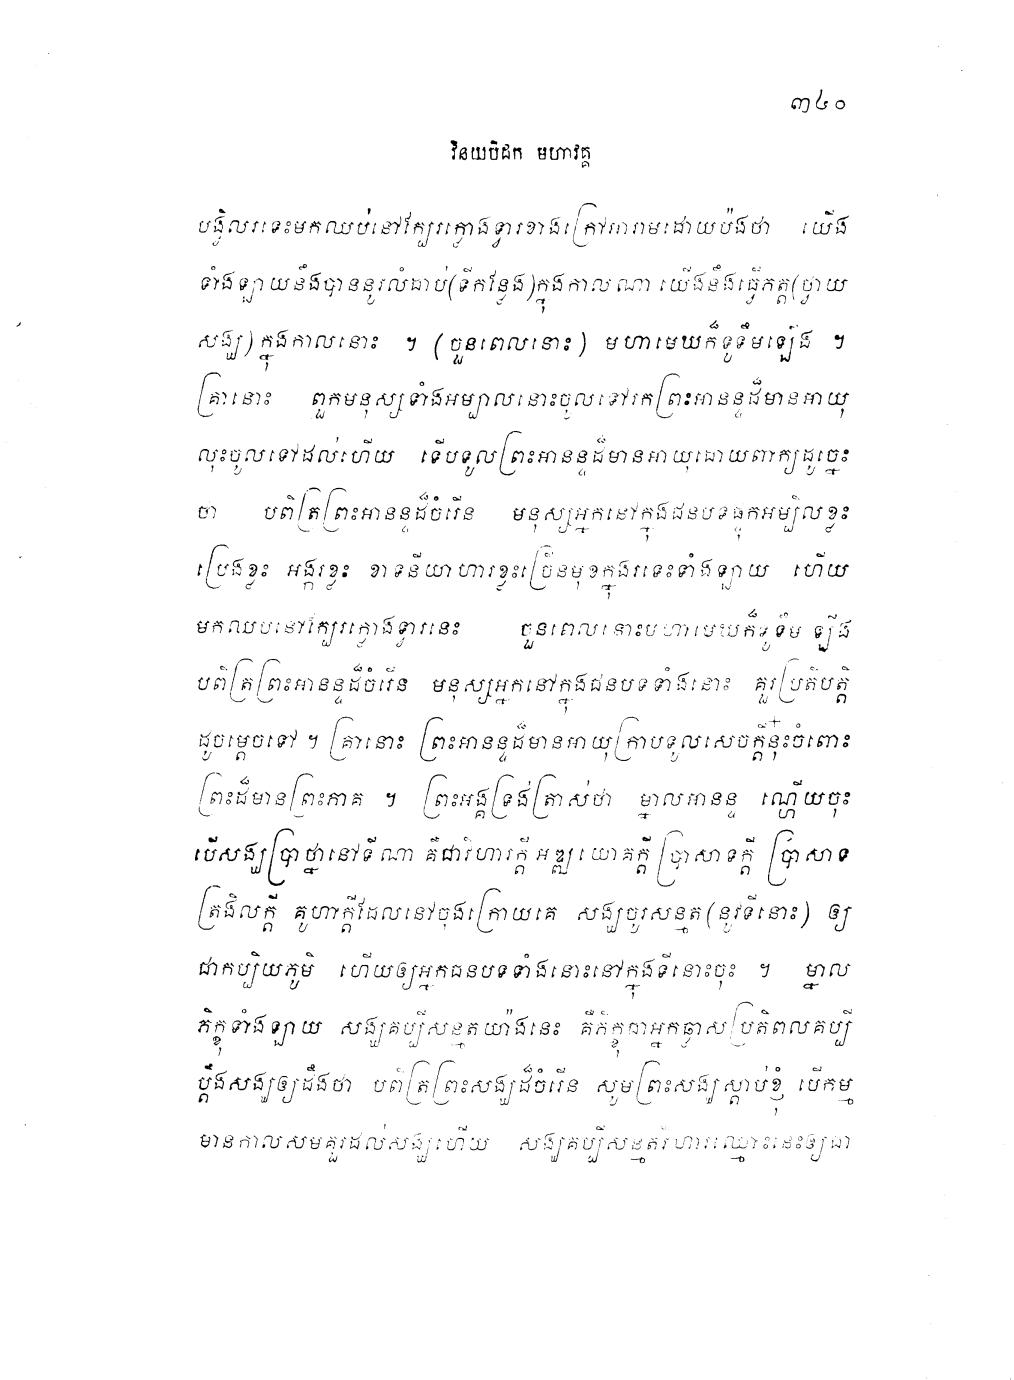 ៣៤០
វិនយបិដក មហាវគ្គ
បង្វិលរទេះមកឈប់នៅក្បែរក្លោងទ្វារខាងក្រៅអារាមដោយប៉ងថា យើង
ទាំងឡាយនឹងបាននូវលំដាប់(ទីកន្លែង)ក្នុងកាលណា យើងនឹងធ្វើភត្ត(ថ្វាយ
សង្ឃ)ក្នុងកាលនោះ ។ (ចួនពេលនោះ) មហាមេឃក៏ទូទឹមឡើង ។
គ្រានោះ ពួកមនុស្សទាំងអម្បាលនោះចូលទៅរកព្រះអានន្ទដ៏មានអាយុ
លុះចូលទៅដល់ហើយ ទើបទូលព្រះអានន្ទដ៏មានអាយុដោយពាក្យដូច្នេះ
ថា បពិត្រព្រះអានន្ទដ៏ចំរើន មនុស្សអ្នកនៅក្នុងជនបទផ្ទុកអម្បិលខ្លះ
ប្រេងខ្លះ អង្ករខ្លះ ខាទនីយាហារខ្លះច្រើនមុខក្នុងរទេះទាំងឡាយ ហើយ
មកឈប់នៅក្បែរក្លោងទ្វារនេះ ចួនពេលនោះមហាមេឃក៏ទូទឹម ឡើង
បពិត្រព្រះអានន្ទដ៏ចំរើន មនុស្សអ្នកនៅក្នុងជនបទទាំងនោះ គួរប្រតិបត្តិ
ដូចម្តេចទៅ ។ គ្រានោះ ព្រះអានន្ទដ៏មានអាយុក្រាបទូលសេចក្តីនុ៎ះចំពោះ
ព្រះដ៏មានព្រះភាគ ។ ព្រះអង្គទ្រង់ត្រាស់ថា ម្នាលអានន្ទ ណ្ហើយចុះ
បើសង្ឃប្រាថ្នានៅទីណា គឺជាវិហារក្តី អឌ្ឍយោគក្តី ប្រាសាទក្តី ប្រាសាទ
ត្រងិលក្តី គូហាក្តីដែលនៅចុងក្រោយគេ សង្ឃចូរសន្មត(នូវទីនោះ) ឲ្យ
ជាកប្បិយភូមិ ហើយឲ្យអ្នកជនបទទាំងនោះនៅក្នុងទីនោះចុះ ។ ម្នាល
ភិក្ខុទាំងឡាយ សង្ឃគប្បីសន្មតយ៉ាងនេះ គឺភិក្ខុជាអ្នកឆ្លាសប្រតិពលគប្បី
ប្តឹងសង្ឃឲ្យដឹងថា បពិត្រព្រះសង្ឃដ៏ចំរើន សូមព្រះសង្ឃស្តាប់ខ្ញុំ បើកម្ម
មានកាលសមគួរដល់សង្ឃហើយ សង្ឃគប្បីសន្មតវិហារឈ្មោះនេះឲ្យជា